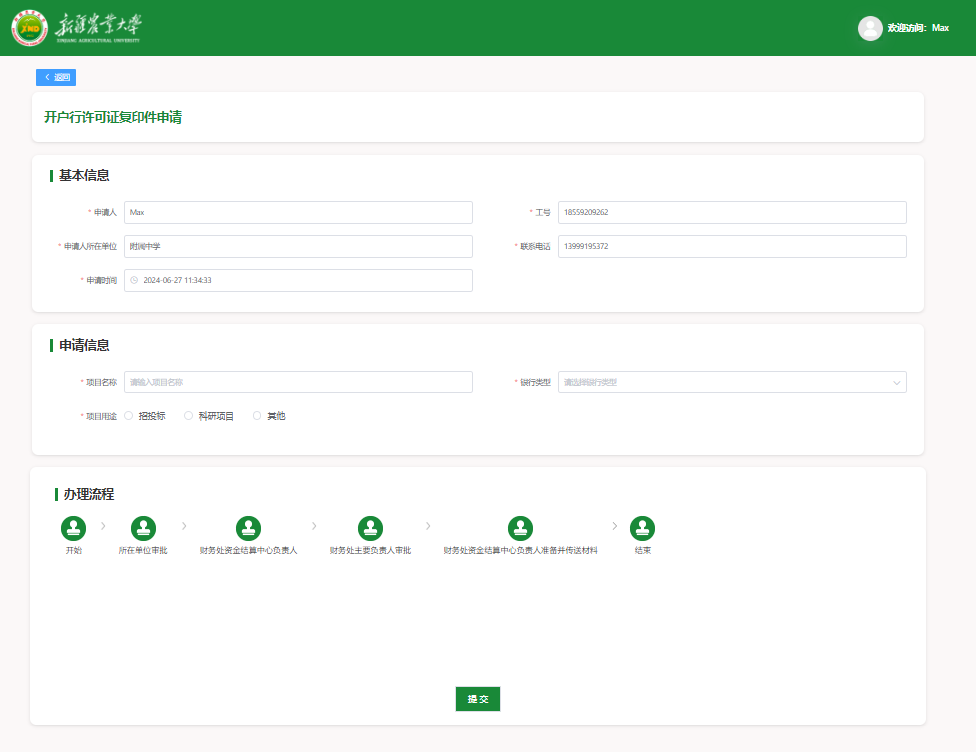 新疆农业大学
XINJIANG AGRICULTURAL UNIVERSITY
欢迎访问：Max
返回
开户行许可证复印件申请
基本信息
* 申请人 Max
* 工号 18559209262
* 申请人所在单位 附属中学
* 联系电话 13999195372
* 申请时间 2024-06-27 11:34:33
申请信息
* 项目名称 请输入项目名称
* 银行类型 请选择银行类型
* 项目用途 招投标 科研项目 其他
办理流程
开始 所在单位审批 财务处资金结算中心负责人 财务处主要负责人审批 财务处资金结算中心负责人准备并传送材料 结束
提交